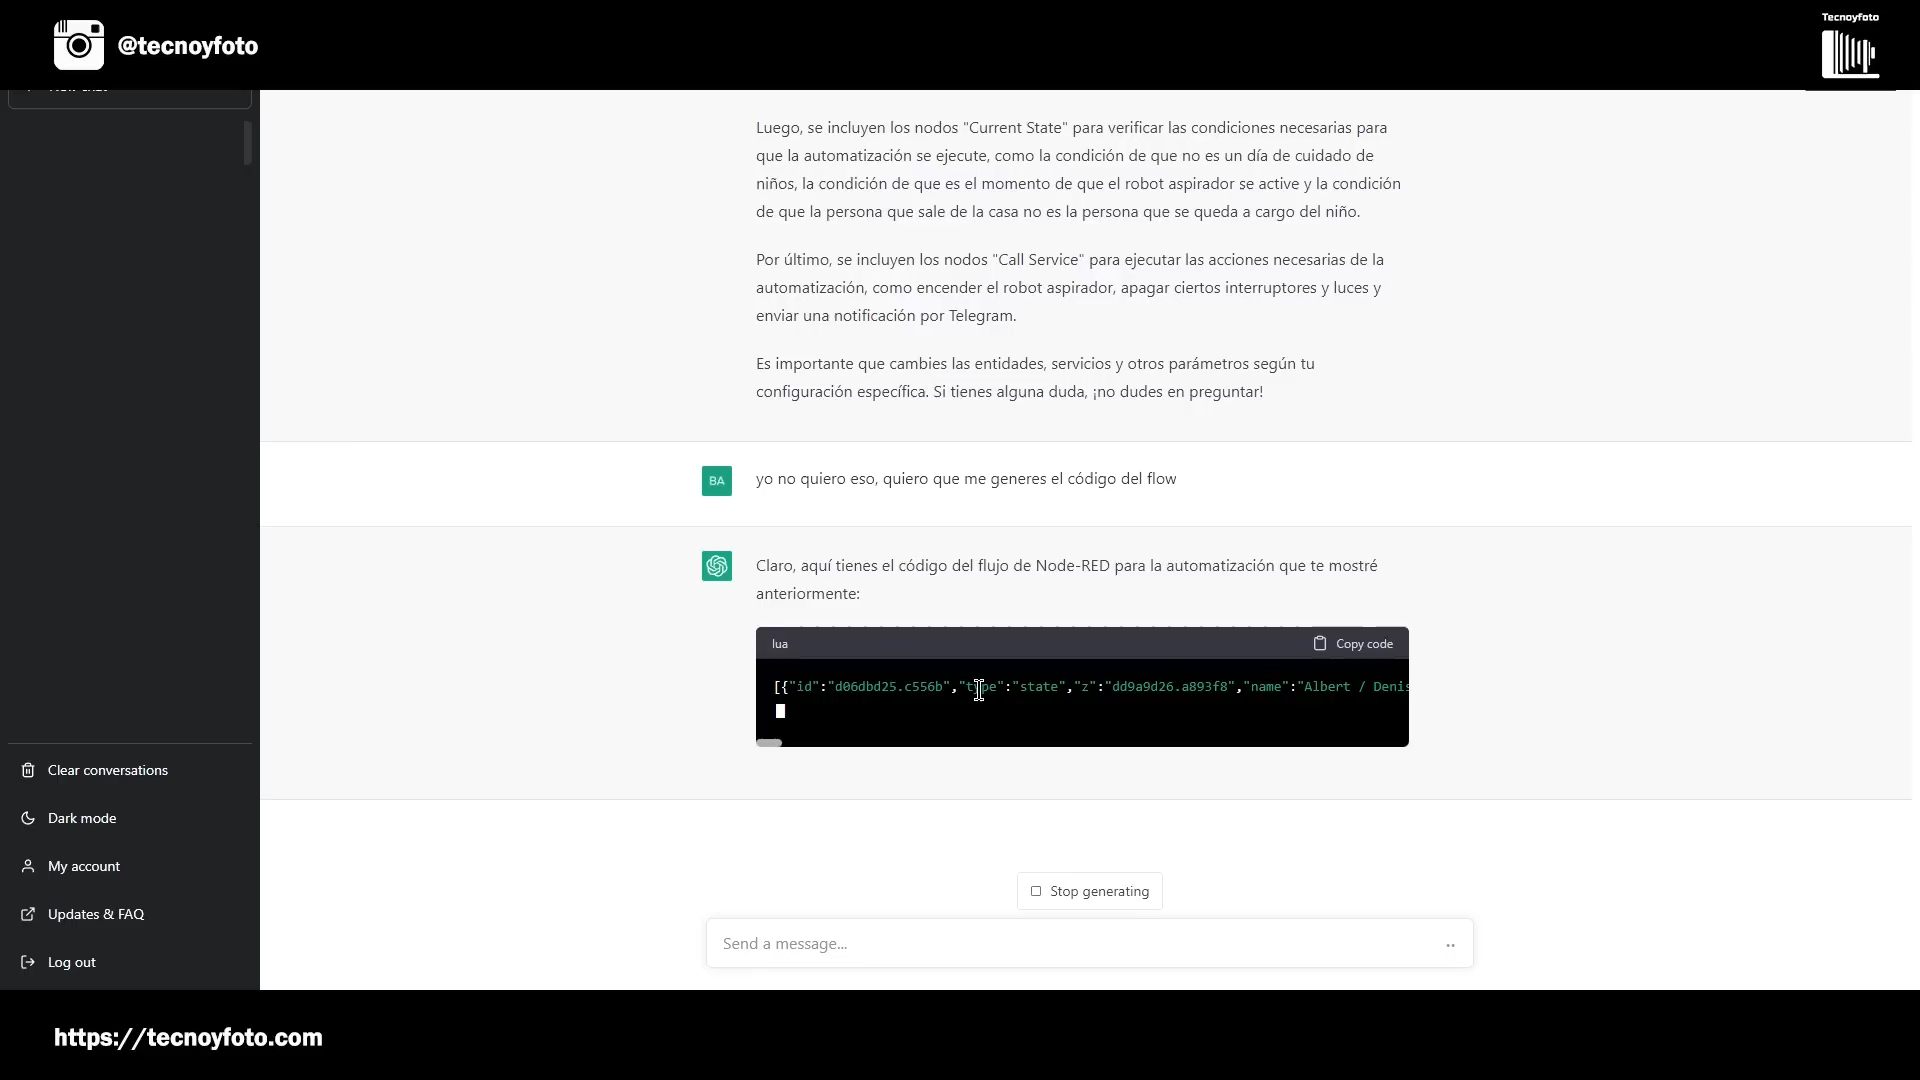 @tecnoyfoto
Tecnoyfoto
Luego, se incluyen los nodos "Current State" para verificar las condiciones necesarias para
que la automatización se ejecute, como la condición de que no es un día de cuidado de
niños, la condición de que es el momento de que el robot aspirador se active y la condición
de que la persona que sale de la casa no es la persona que se queda a cargo del niño.
Por último, se incluyen los nodos "Call Service" para ejecutar las acciones necesarias de la
automatización, como encender el robot aspirador, apagar ciertos interruptores y luces y
enviar una notificación por Telegram.
Es importante que cambies las entidades, servicios y otros parámetros según tu
configuración específica. Si tienes alguna duda, ¡no dudes en preguntar!
BA
yo no quiero eso, quiero que me generes el código del flow
Claro, aquí tienes el código del flujo de Node-RED para la automatización que te mostré
anteriormente:
lua
Copy code
[{"id":"d06dbd25.c556b","type":"state","z":"dd9a9d26.a893f8","name":"Albert / Denis
Clear conversations
Dark mode
My account
Updates & FAQ
Log out
Stop generating
Send a message...
https://tecnoyfoto.com